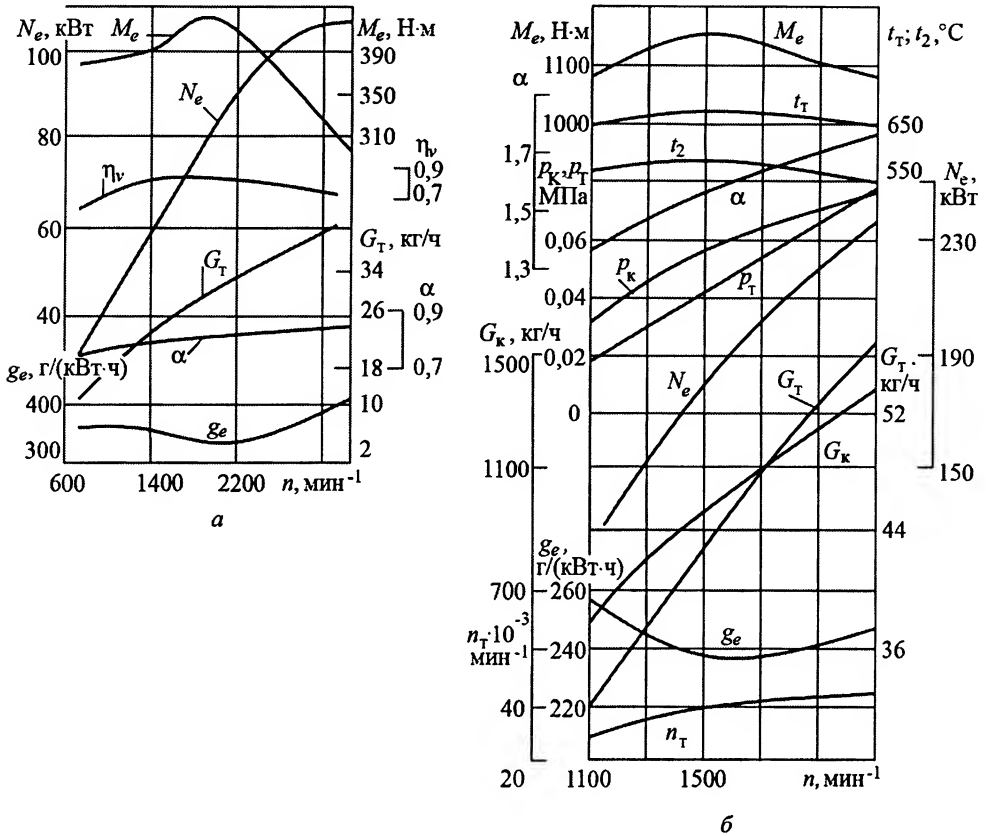 Nₑ, кВт Mₑ Mₑ, Н·м
100 390
Nₑ 350
80 310
ηᵥ ηᵥ 0,9
0,7
60 Gт, кг/ч
Gт 34
α
40 26 0,9
α
gₑ, г/(кВт·ч) 18 0,7
400 10
gₑ
300 2
600 1400 2200 n, мин⁻¹
а
Mₑ, Н·м Mₑ tт; t₂, °C
1100
α
1000 tт 650
1,7 t₂
pк, pт 550 Nₑ,
МПа α кВт
1,5
0,06 230
1,3 pк pт
0,04
Gк, кг/ч
1500 0,02 190
Nₑ Gт Gт .
кг/ч
0 52
Gк
1100 150
44
gₑ,
г/(кВт·ч)
700 260
nт·10⁻³ gₑ
мин⁻¹ 240 36
40 220
nт
20 1100 1500 n, мин⁻¹
б